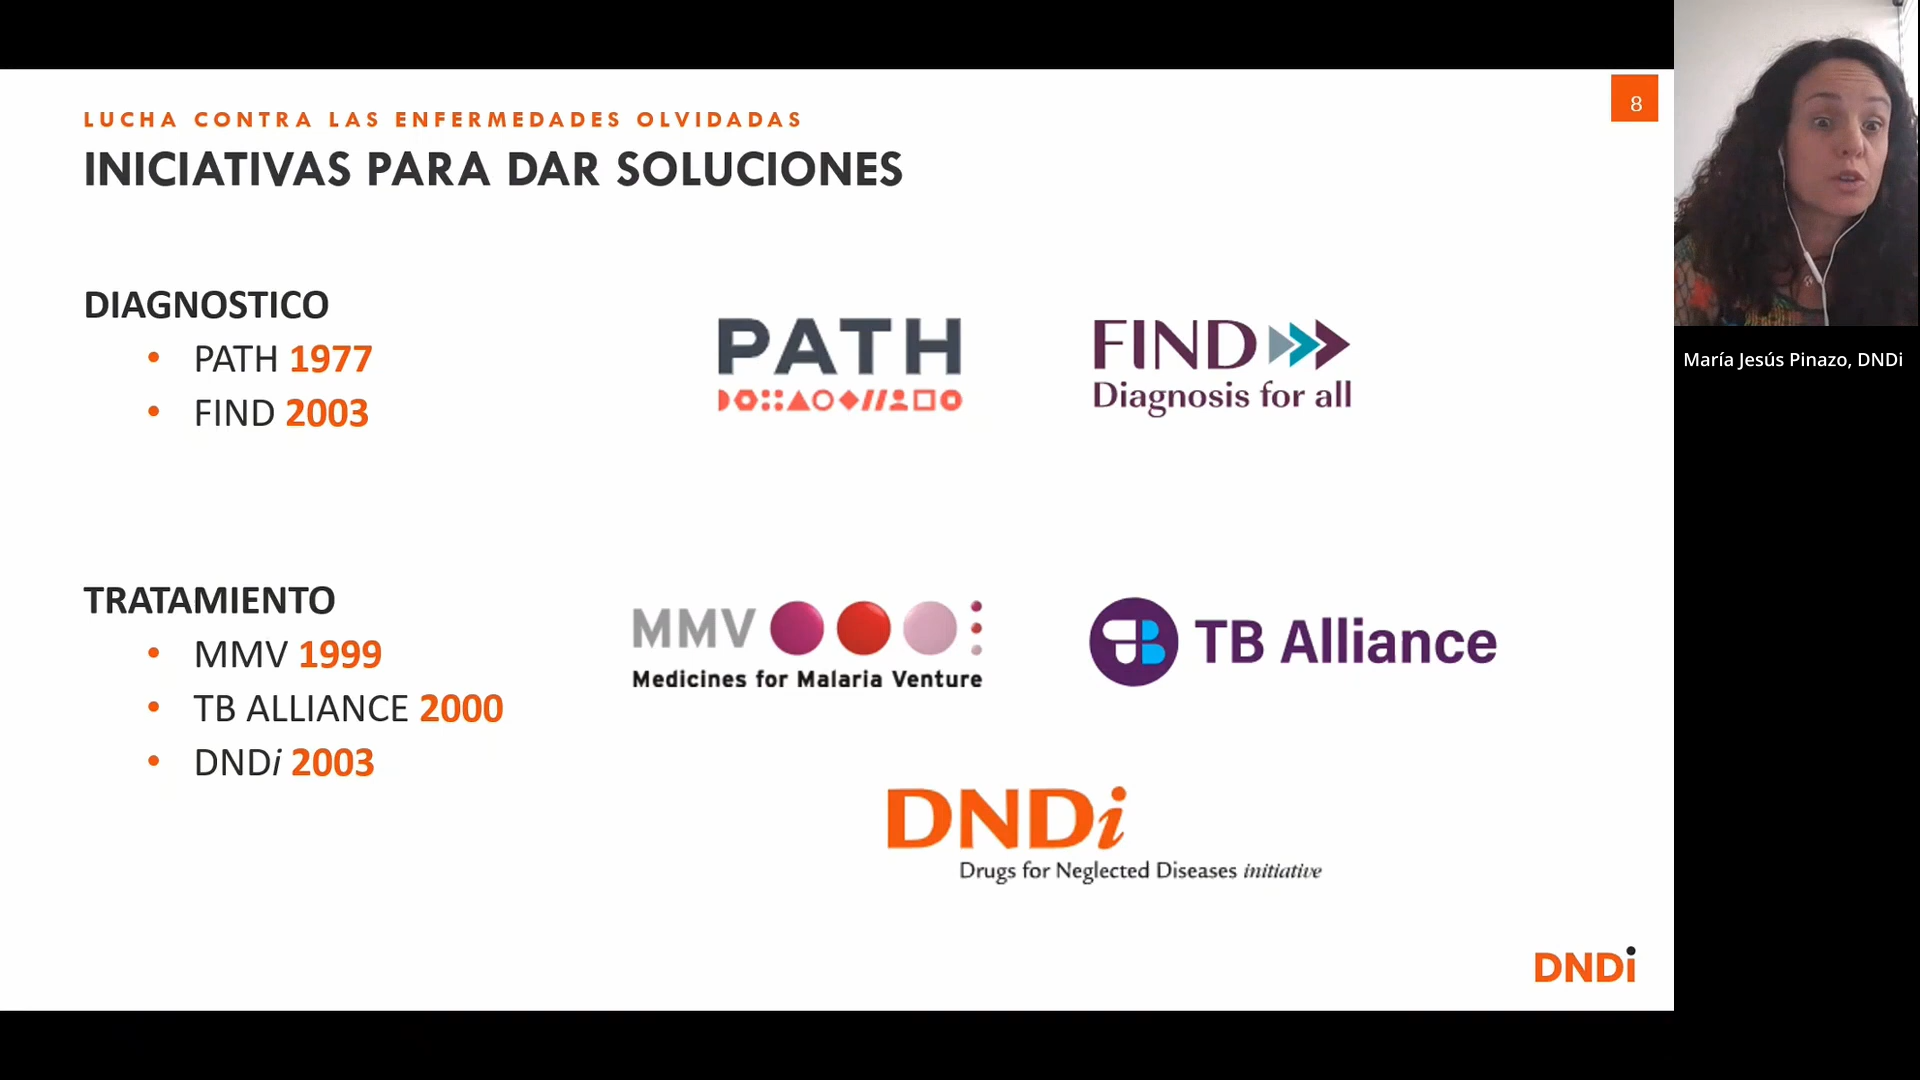 LUCHA CONTRA LAS ENFERMEDADES OLVIDADAS
8
INICIATIVAS PARA DAR SOLUCIONES
DIAGNOSTICO
• PATH 1977
• FIND 2003
PATH
FIND
Diagnosis for all
TRATAMIENTO
• MMV 1999
• TB ALLIANCE 2000
• DNDi 2003
MMV
Medicines for Malaria Venture
TB Alliance
DNDi
Drugs for Neglected Diseases initiative
DNDi
María Jesús Pinazo, DNDi